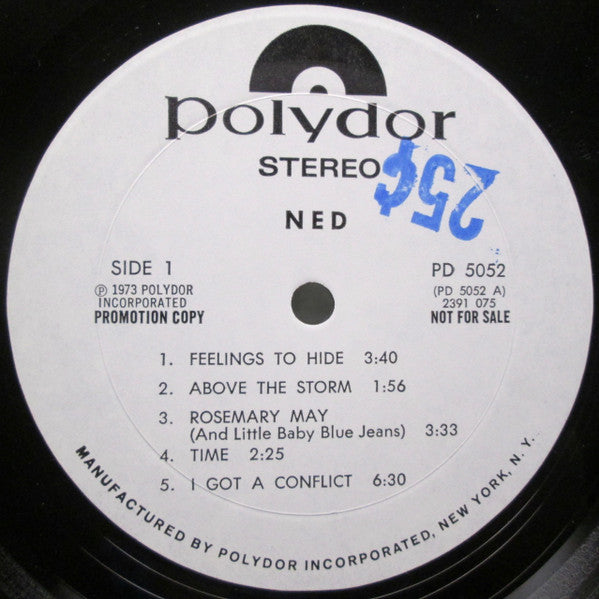 polydor
STEREO
25¢
NED
SIDE 1
℗ 1973 POLYDOR
INCORPORATED
PROMOTION COPY
PD 5052
(PD 5052 A)
2391 075
NOT FOR SALE
1. FEELINGS TO HIDE 3:40
2. ABOVE THE STORM 1:56
3. ROSEMARY MAY
(And Little Baby Blue Jeans) 3:33
4. TIME 2:25
5. I GOT A CONFLICT 6:30
MANUFACTURED BY POLYDOR INCORPORATED, NEW YORK, N.Y.